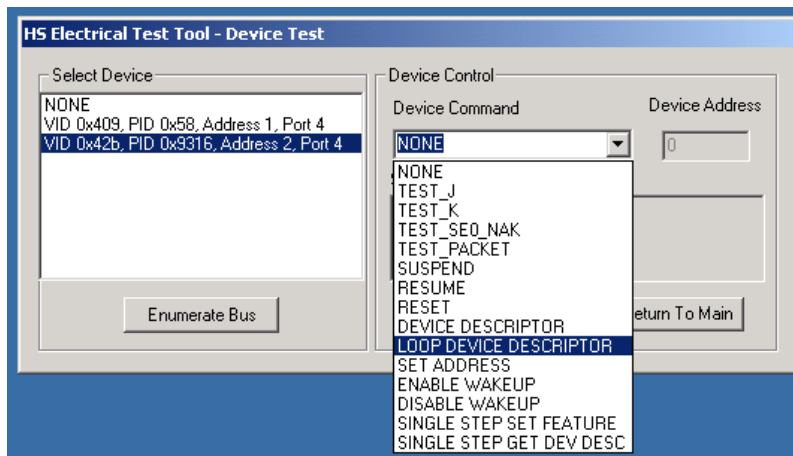 HS Electrical Test Tool - Device Test
Select Device
NONE
VID 0x409, PID 0x58, Address 1, Port 4
VID 0x42b, PID 0x9316, Address 2, Port 4
Enumerate Bus
Device Control
Device Command
Device Address
NONE
0
NONE
TEST_J
TEST_K
TEST_SE0_NAK
TEST_PACKET
SUSPEND
RESUME
RESET
DEVICE DESCRIPTOR
LOOP DEVICE DESCRIPTOR
SET ADDRESS
ENABLE WAKEUP
DISABLE WAKEUP
SINGLE STEP SET FEATURE
SINGLE STEP GET DEV DESC
eturn To Main